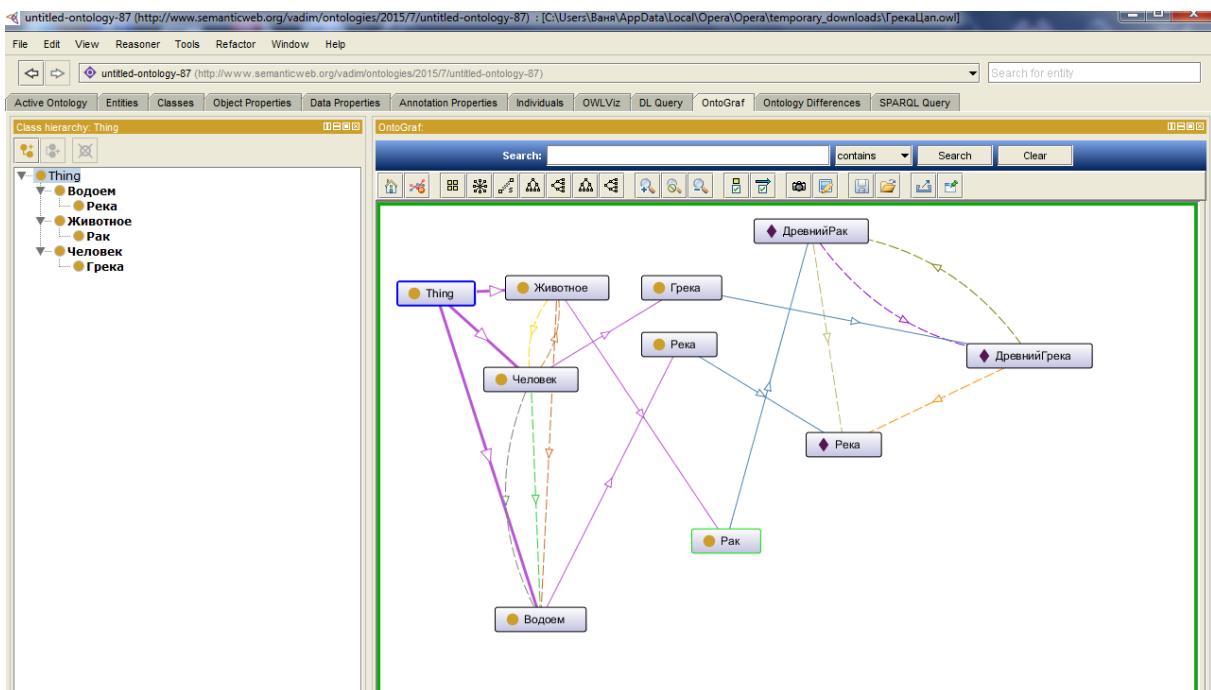 untitled-ontology-87 (http://www.semanticweb.org/vadim/ontologies/2015/7/untitled-ontology-87) : [C:\Users\Ваня\AppData\Local\Opera\Opera\temporary_downloads\ГрекаЦап.owl]
File Edit View Reasoner Tools Refactor Window Help
untitled-ontology-87 (http://www.semanticweb.org/vadim/ontologies/2015/7/untitled-ontology-87) Search for entity
Active Ontology Entities Classes Object Properties Data Properties Annotation Properties Individuals OWLViz DL Query OntoGraf Ontology Differences SPARQL Query
Class hierarchy: Thing
Thing
Водоем
Река
Животное
Рак
Человек
Грека
OntoGraf:
Search: contains Search Clear
ДревнийРак
Thing
Животное
Грека
Река
ДревнийГрека
Человек
Река
Рак
Водоем